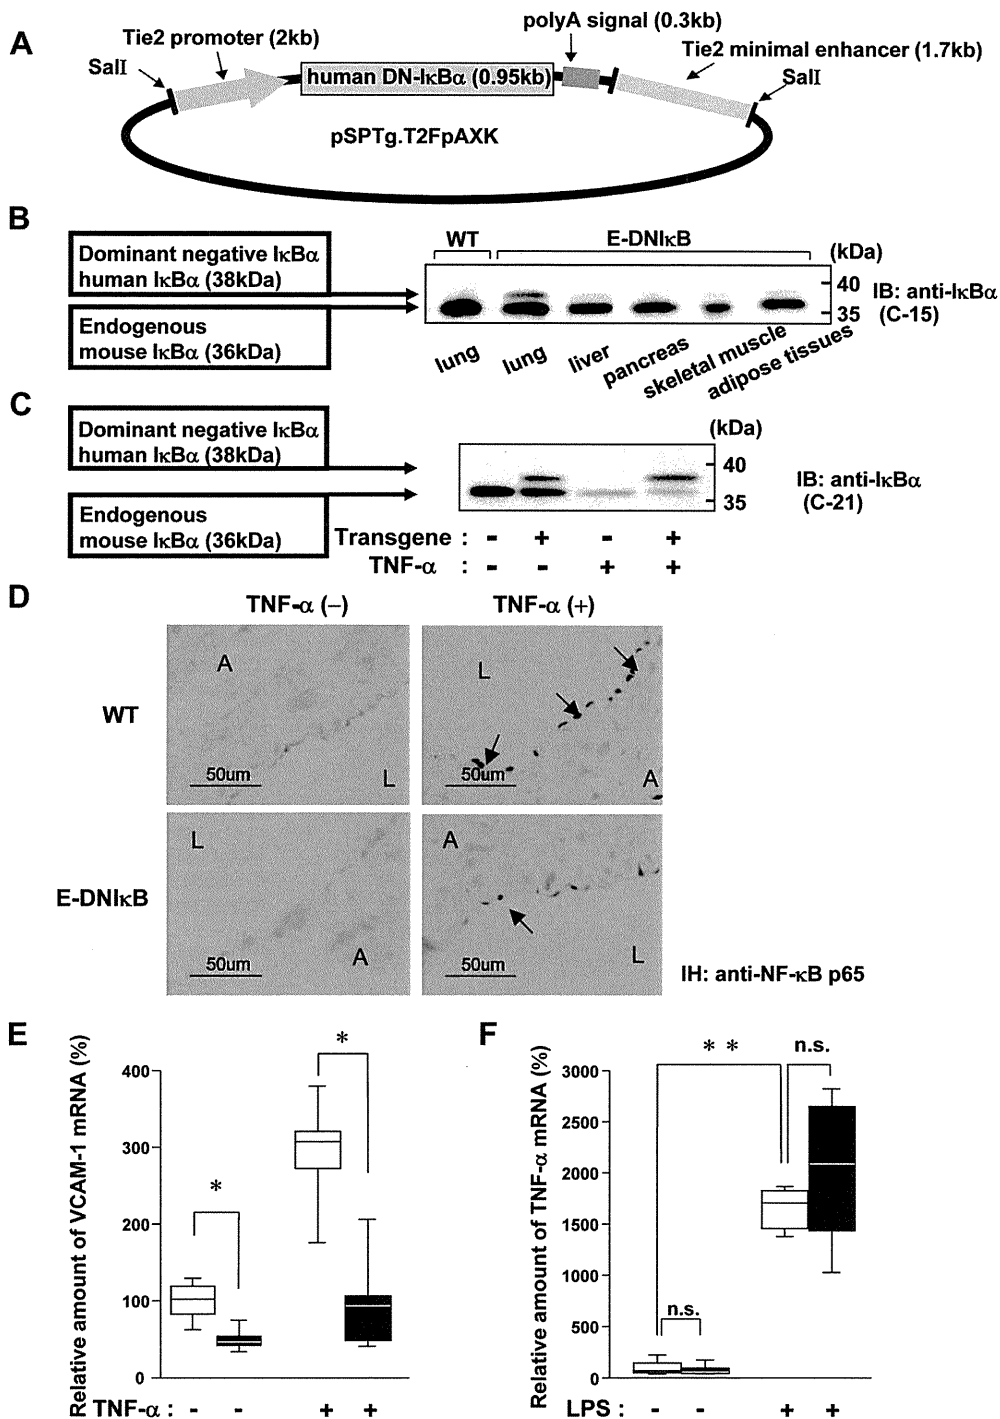 A
Tie2 promoter (2kb)
polyA signal (0.3kb)
Tie2 minimal enhancer (1.7kb)
SalI
human DN-IκBα (0.95kb)
SalI
pSPTg.T2FpAXK
B
WT
E-DNIκB
(kDa)
Dominant negative IκBα
human IκBα (38kDa)
40
35
IB: anti-IκBα
(C-15)
Endogenous
mouse IκBα (36kDa)
lung
lung
liver
pancreas
skeletal muscle
adipose tissues
C
(kDa)
Dominant negative IκBα
human IκBα (38kDa)
40
35
IB: anti-IκBα
(C-21)
Endogenous
mouse IκBα (36kDa)
Transgene : - + - +
TNF-α : - - + +
D
TNF-α (−)
TNF-α (+)
WT
A
L
50um
L
A
50um
E-DNIκB
L
A
50um
A
L
50um
IH: anti-NF-κB p65
E
Relative amount of VCAM-1 mRNA (%)
400
300
200
100
0
*
*
TNF-α : - - + +
F
Relative amount of TNF-α mRNA (%)
3000
2500
2000
1500
1000
500
0
* *
n.s.
n.s.
LPS : - - + +